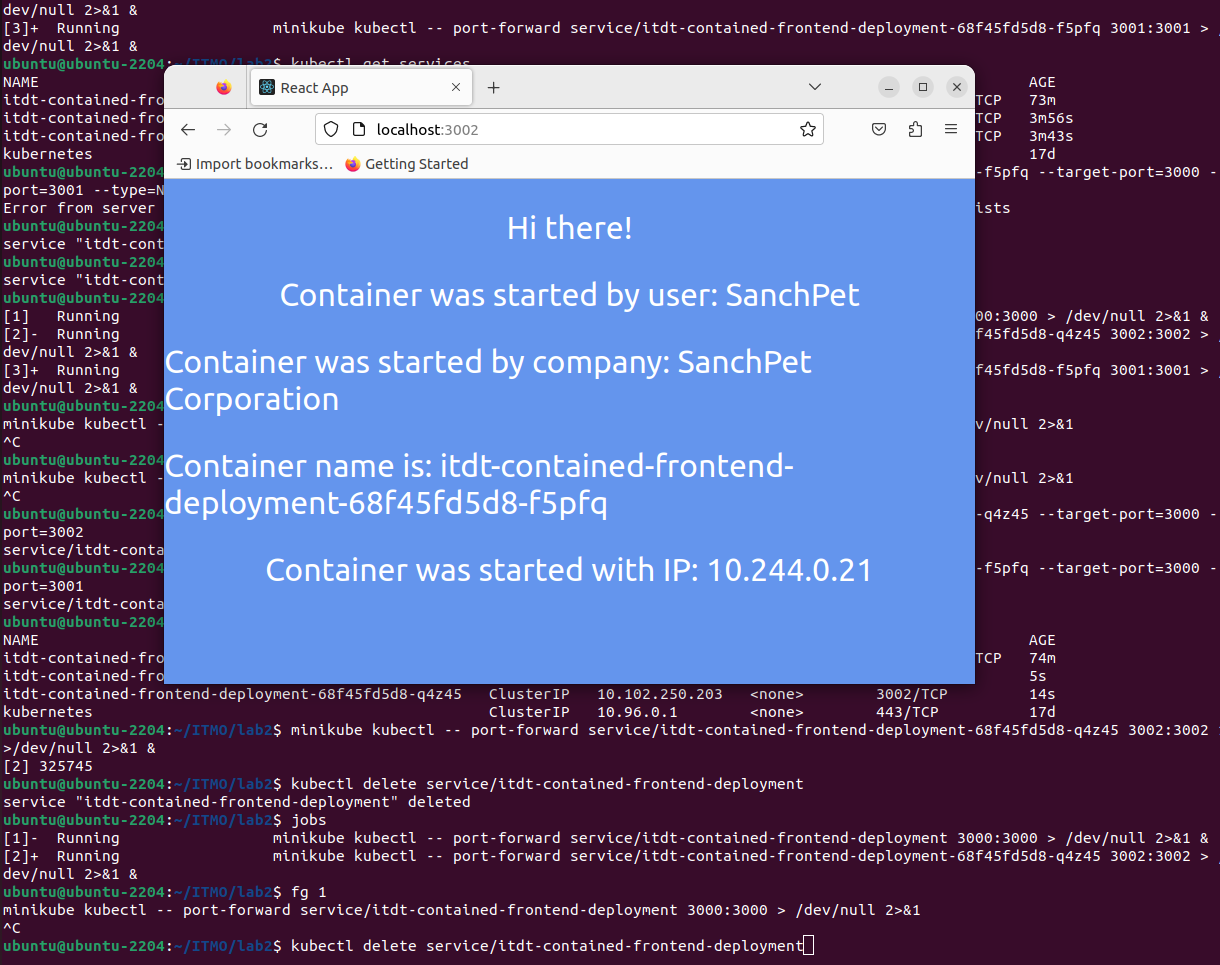 dev/null 2>&1 &
[3]+  Running                 minikube kubectl -- port-forward service/itdt-contained-frontend-deployment-68f45fd5d8-f5pfq 3001:3001 > /
dev/null 2>&1 &
ubuntu@ubuntu-2204:~/ITMO/lab2$ kubectl get services
NAME AGE
itdt-contained-fro TCP 73m
itdt-contained-fro TCP 3m56s
itdt-contained-fro TCP 3m43s
kubernetes 17d
ubuntu@ubuntu-2204 -f5pfq --target-port=3000 -
port=3001 --type=N
Error from server ists
ubuntu@ubuntu-2204
service "itdt-cont
ubuntu@ubuntu-2204
service "itdt-cont
ubuntu@ubuntu-2204
[1]   Running 00:3000 > /dev/null 2>&1 &
[2]-  Running f45fd5d8-q4z45 3002:3002 > /
dev/null 2>&1 &
[3]+  Running f45fd5d8-f5pfq 3001:3001 > /
dev/null 2>&1 &
ubuntu@ubuntu-2204
minikube kubectl - v/null 2>&1
^C
ubuntu@ubuntu-2204
minikube kubectl - v/null 2>&1
^C
ubuntu@ubuntu-2204 -q4z45 --target-port=3000 -
port=3002
service/itdt-conta
ubuntu@ubuntu-2204 -f5pfq --target-port=3000 -
port=3001
service/itdt-conta
ubuntu@ubuntu-2204
NAME AGE
itdt-contained-fro TCP 74m
itdt-contained-fro 5s
React App
localhost:3002
Import bookmarks…
Getting Started
Hi there!
Container was started by user: SanchPet
Container was started by company: SanchPet
Corporation
Container name is: itdt-contained-frontend-
deployment-68f45fd5d8-f5pfq
Container was started with IP: 10.244.0.21
itdt-contained-frontend-deployment-68f45fd5d8-q4z45   ClusterIP   10.102.250.203   <none>        3002/TCP         14s
kubernetes                                            ClusterIP   10.96.0.1        <none>        443/TCP          17d
ubuntu@ubuntu-2204:~/ITMO/lab2$ minikube kubectl -- port-forward service/itdt-contained-frontend-deployment-68f45fd5d8-q4z45 3002:3002
>/dev/null 2>&1 &
[2] 325745
ubuntu@ubuntu-2204:~/ITMO/lab2$ kubectl delete service/itdt-contained-frontend-deployment
service "itdt-contained-frontend-deployment" deleted
ubuntu@ubuntu-2204:~/ITMO/lab2$ jobs
[1]-  Running                 minikube kubectl -- port-forward service/itdt-contained-frontend-deployment 3000:3000 > /dev/null 2>&1 &
[2]+  Running                 minikube kubectl -- port-forward service/itdt-contained-frontend-deployment-68f45fd5d8-q4z45 3002:3002 > /
dev/null 2>&1 &
ubuntu@ubuntu-2204:~/ITMO/lab2$ fg 1
minikube kubectl -- port-forward service/itdt-contained-frontend-deployment 3000:3000 > /dev/null 2>&1
^C
ubuntu@ubuntu-2204:~/ITMO/lab2$ kubectl delete service/itdt-contained-frontend-deployment